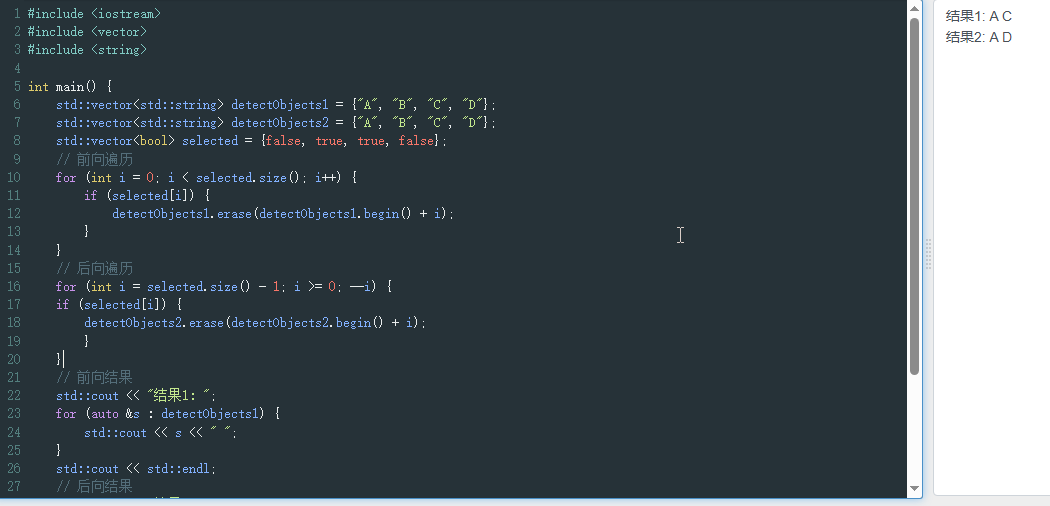 1 #include <iostream>
2 #include <vector>
3 #include <string>
4
5 int main() {
6 std::vector<std::string> detectObjects1 = {"A", "B", "C", "D"};
7 std::vector<std::string> detectObjects2 = {"A", "B", "C", "D"};
8 std::vector<bool> selected = {false, true, true, false};
9 // 前向遍历
10 for (int i = 0; i < selected.size(); i++) {
11 if (selected[i]) {
12 detectObjects1.erase(detectObjects1.begin() + i);
13 }
14 }
15 // 后向遍历
16 for (int i = selected.size() - 1; i >= 0; --i) {
17 if (selected[i]) {
18 detectObjects2.erase(detectObjects2.begin() + i);
19 }
20 }
21 // 前向结果
22 std::cout << "结果1: ";
23 for (auto &s : detectObjects1) {
24 std::cout << s << " ";
25 }
26 std::cout << std::endl;
27 // 后向结果
结果1: A C
结果2: A D